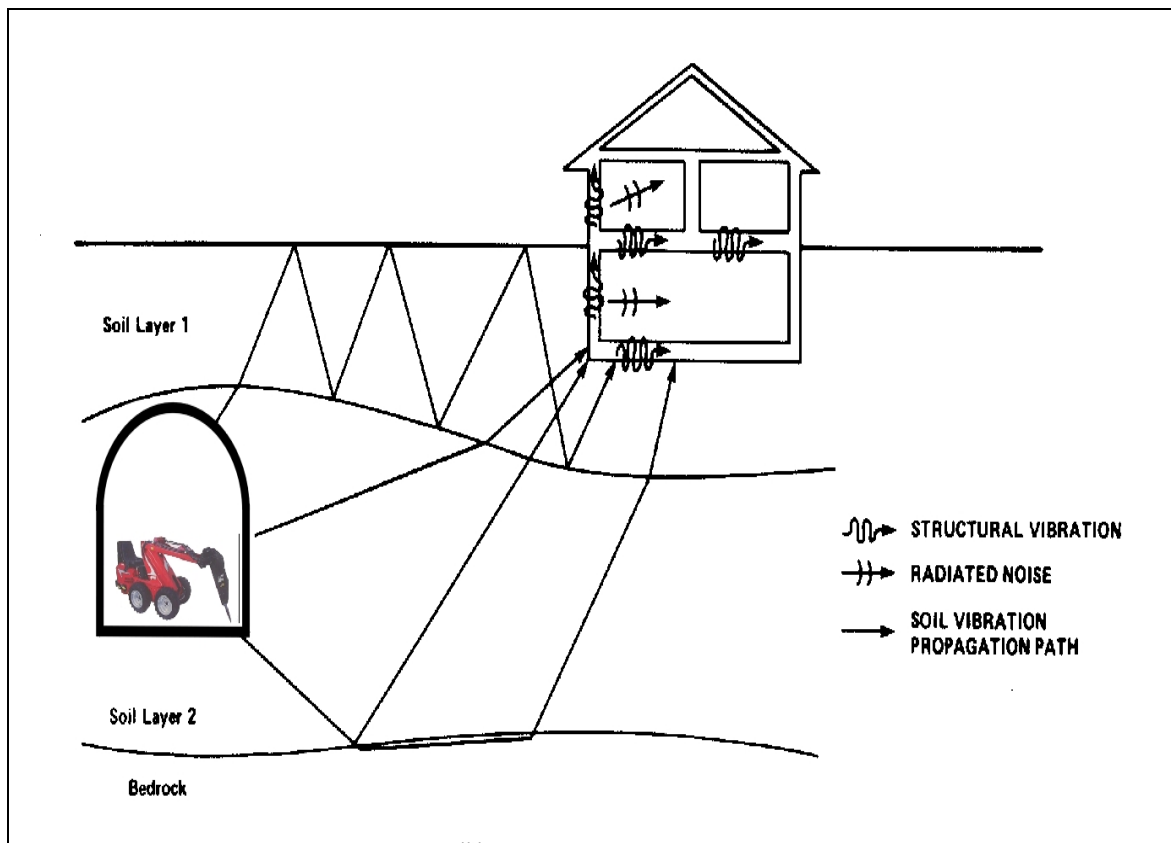 Soil Layer 1
STRUCTURAL VIBRATION
RADIATED NOISE
SOIL VIBRATION
PROPAGATION PATH
Soil Layer 2
Bedrock